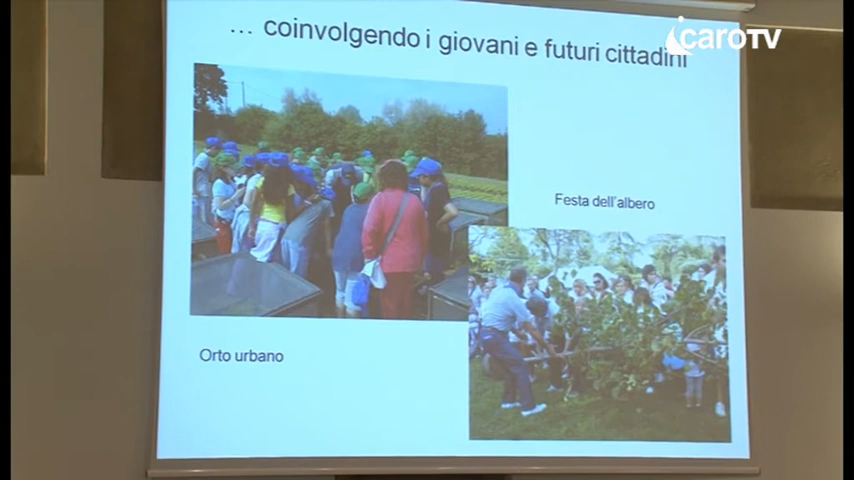 icaroTV
... coinvolgendo i giovani e futuri cittadini
Festa dell'albero
Orto urbano